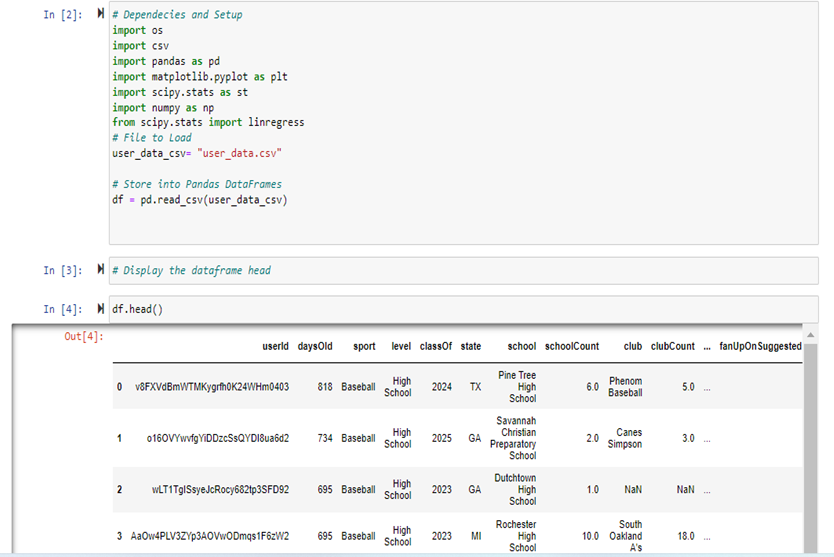 In [2]:
# Dependecies and Setup
import os
import csv
import pandas as pd
import matplotlib.pyplot as plt
import scipy.stats as st
import numpy as np
from scipy.stats import linregress
# File to Load
user_data_csv= "user_data.csv"
# Store into Pandas DataFrames
df = pd.read_csv(user_data_csv)
In [3]:
# Display the dataframe head
In [4]:
df.head()
Out[4]:
userId daysOld sport level classOf state school schoolCount club clubCount ... fanUpOnSuggested
0 v8FXVdBmWTMKygrfh0K24WHm0403 818 Baseball High School 2024 TX Pine Tree High School 6.0 Phenom Baseball 5.0 ...
1 o16OVYwvfgYiDDzcSsQYDI8ua6d2 734 Baseball High School 2025 GA Savannah Christian Preparatory School 2.0 Canes Simpson 3.0 ...
2 wLT1TglSsyeJcRocy682tp3SFD92 695 Baseball High School 2023 GA Dutchtown High School 1.0 NaN NaN ...
3 AaOw4PLV3ZYp3AOVwODmqs1F6zW2 695 Baseball High School 2023 MI Rochester High School 10.0 South Oakland A's 18.0 ...